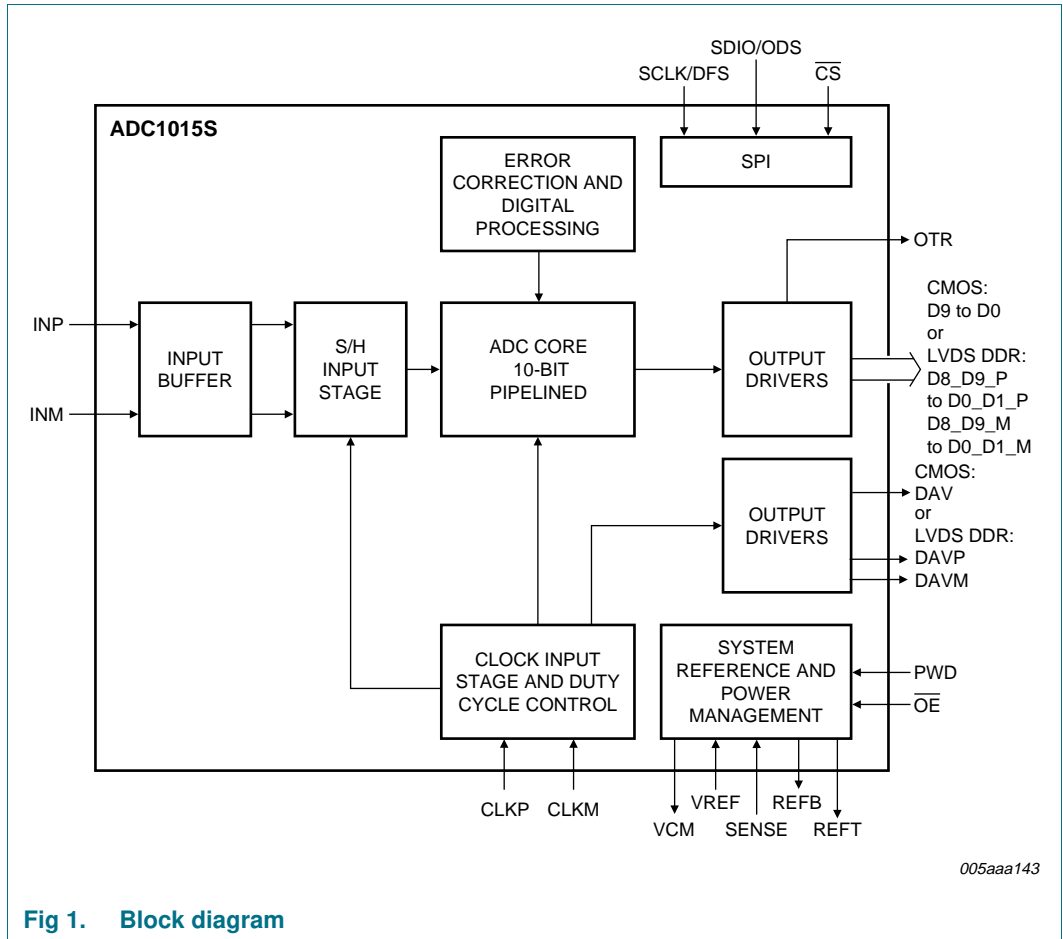 SDIO/ODS
SCLK/DFS
CS
ADC1015S
ERROR
CORRECTION AND
DIGITAL
PROCESSING
SPI
OTR
CMOS:
D9 to D0
or
LVDS DDR:
D8_D9_P
to D0_D1_P
D8_D9_M
to D0_D1_M
INP
INM
INPUT
BUFFER
S/H
INPUT
STAGE
ADC CORE
10-BIT
PIPELINED
OUTPUT
DRIVERS
CMOS:
DAV
or
LVDS DDR:
DAVP
DAVM
OUTPUT
DRIVERS
CLOCK INPUT
STAGE AND DUTY
CYCLE CONTROL
SYSTEM
REFERENCE AND
POWER
MANAGEMENT
PWD
OE
CLKP
CLKM
VCM
VREF
SENSE
REFB
REFT
005aaa143
Fig 1. Block diagram